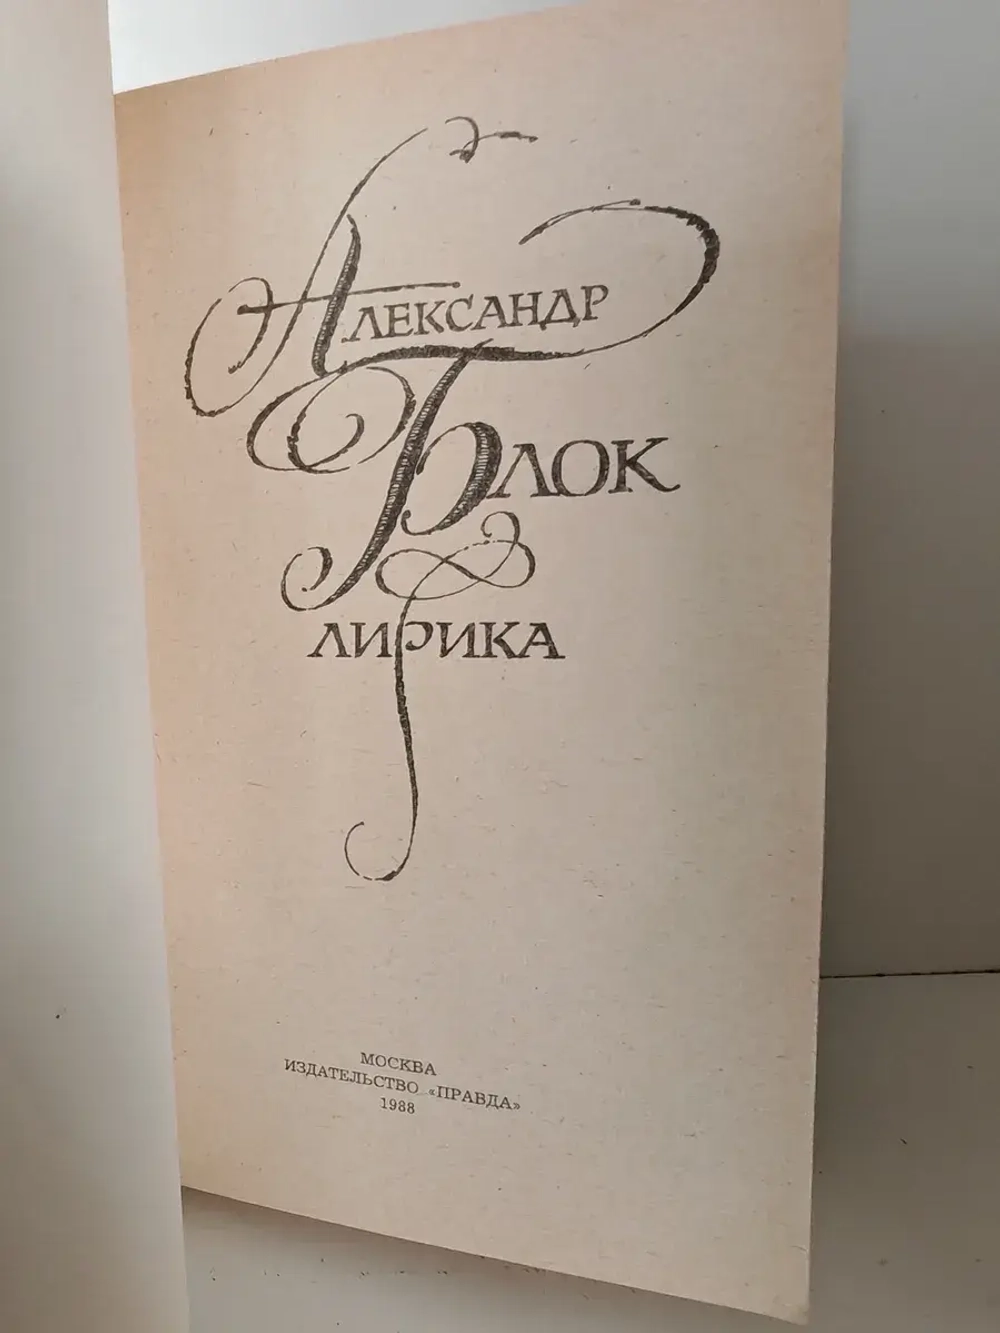 Александр
Блок
ЛИРИКА
МОСКВА
ИЗДАТЕЛЬСТВО «ПРАВДА»
1988